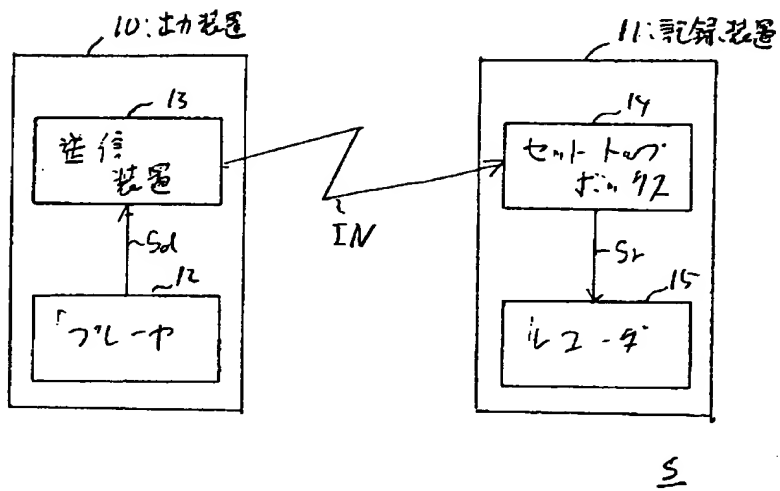 10:出力装置
13
送信
装置
Sd
12
プレーヤ
IN
11:記録装置
14
セットトップ
ボックス
Sr
15
レコーダ
S